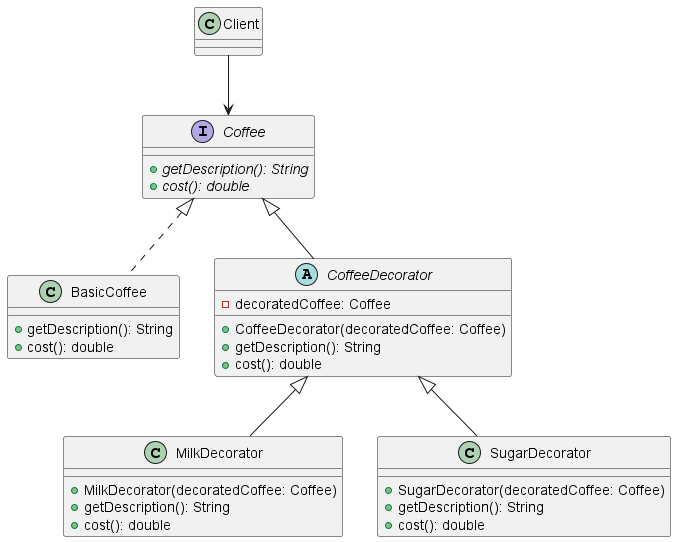 C Client
I Coffee
getDescription(): String
cost(): double
C BasicCoffee
getDescription(): String
cost(): double
A CoffeeDecorator
decoratedCoffee: Coffee
CoffeeDecorator(decoratedCoffee: Coffee)
getDescription(): String
cost(): double
C MilkDecorator
MilkDecorator(decoratedCoffee: Coffee)
getDescription(): String
cost(): double
C SugarDecorator
SugarDecorator(decoratedCoffee: Coffee)
getDescription(): String
cost(): double